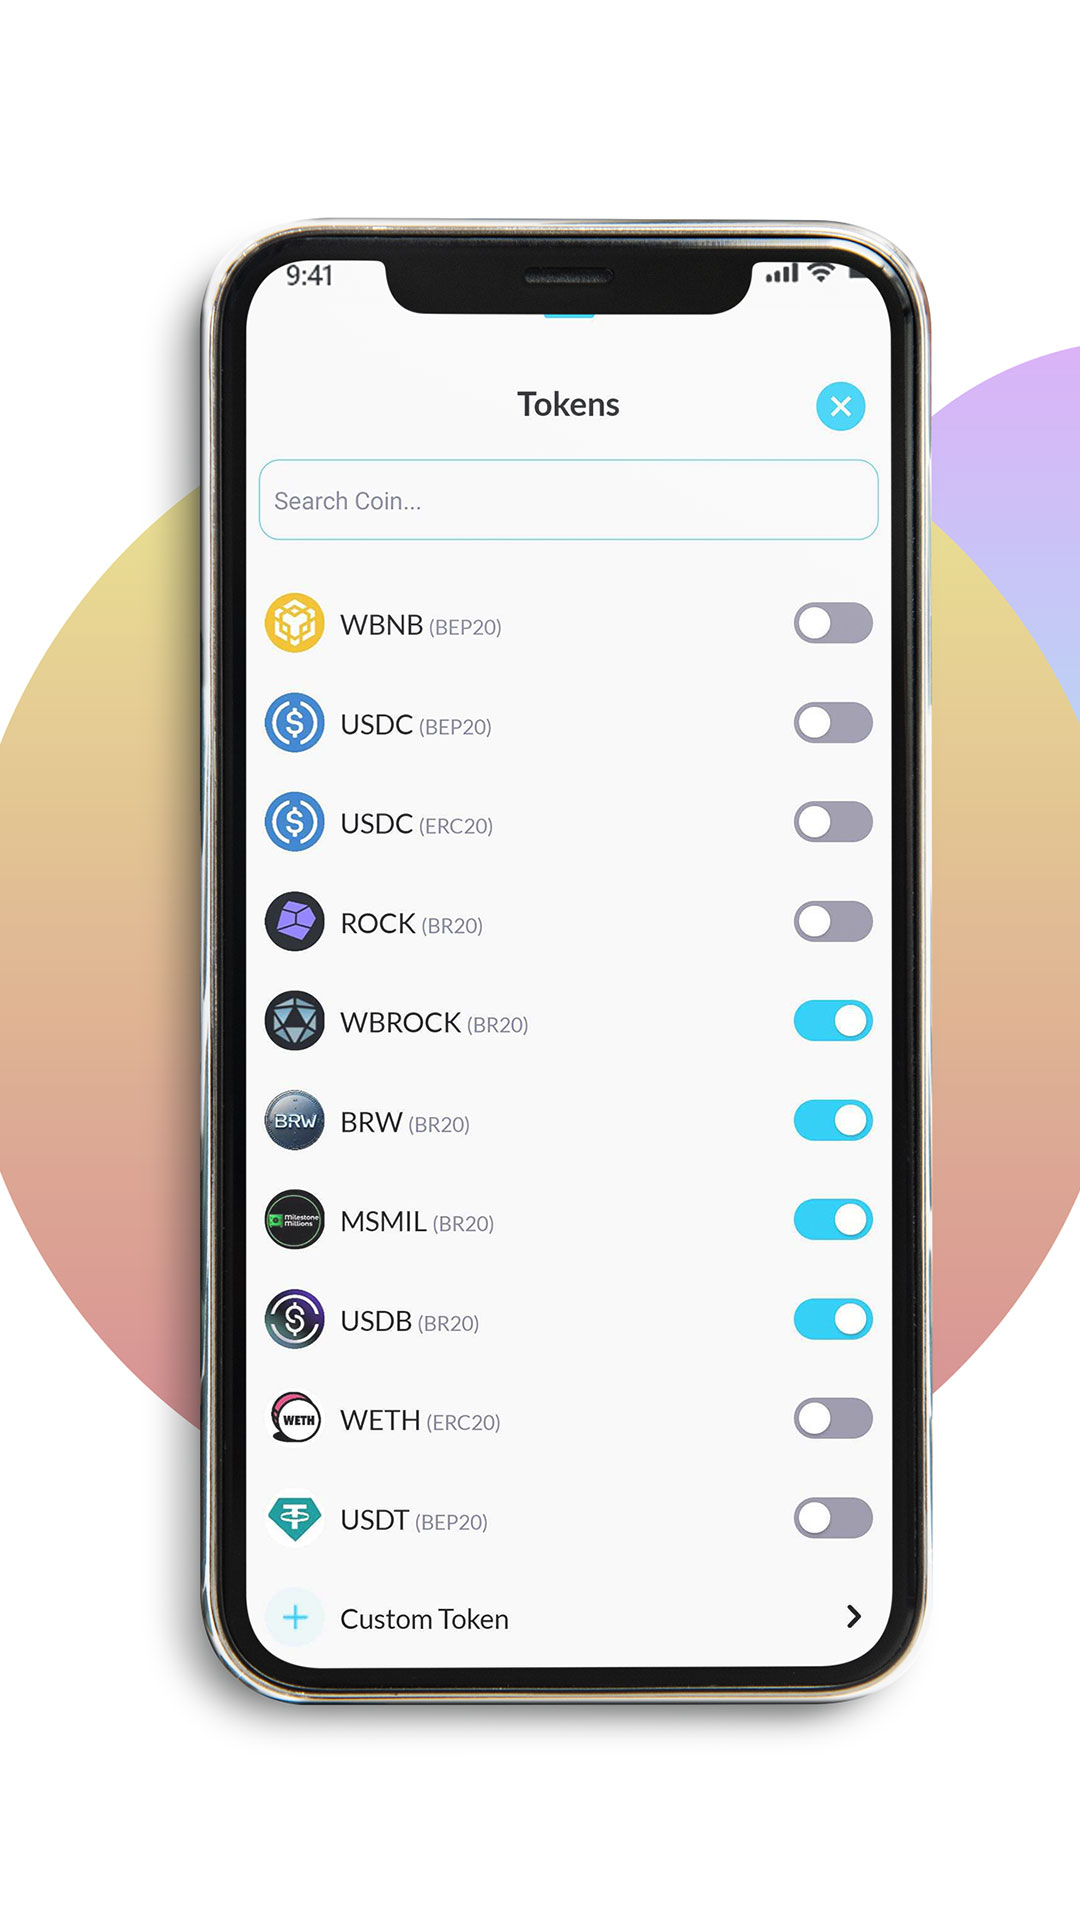 9:41
Tokens
Search Coin...
WBNB (BEP20)
USDC (BEP20)
USDC (ERC20)
ROCK (BR20)
WBROCK (BR20)
BRW
BRW (BR20)
milestone
millions
MSMIL (BR20)
USDB (BR20)
WETH
WETH (ERC20)
USDT (BEP20)
Custom Token